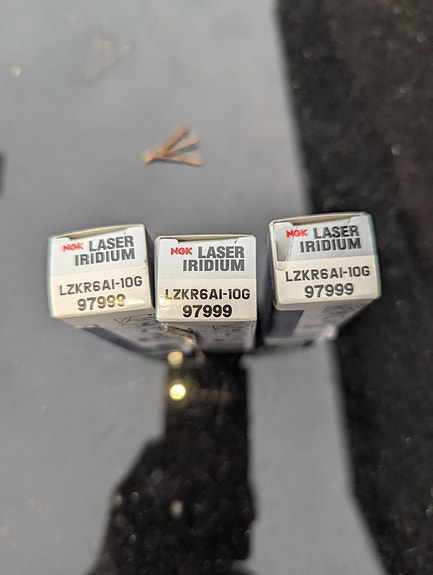 NGK LASER
IRIDIUM
LZKR6AI-10G
97999
NGK LASER
IRIDIUM
LZKR6AI-10G
97999
NGK LASER
IRIDIUM
LZKR6AI-10G
97999